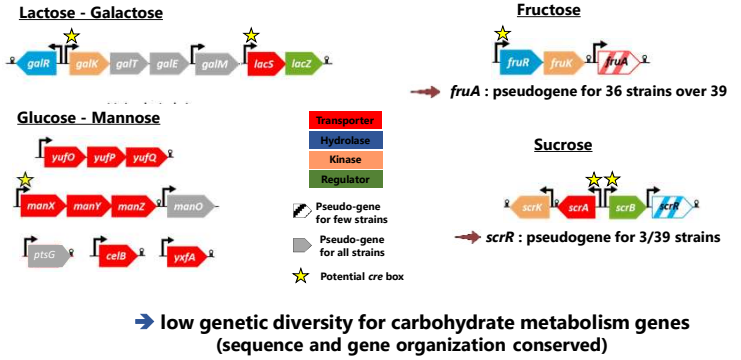 Lactose - Galactose
galR galK galT galE galM lacS lacZ
Fructose
fruR fruK fruA
fruA : pseudogene for 36 strains over 39
Glucose - Mannose
yufO yufP yufQ
manX manY manZ manO
ptsG celB yxfA
Transporter
Hydrolase
Kinase
Regulator
Pseudo-gene
for few strains
Pseudo-gene
for all strains
Potential cre box
Sucrose
scrK scrA scrB scrR
scrR : pseudogene for 3/39 strains
low genetic diversity for carbohydrate metabolism genes
(sequence and gene organization conserved)